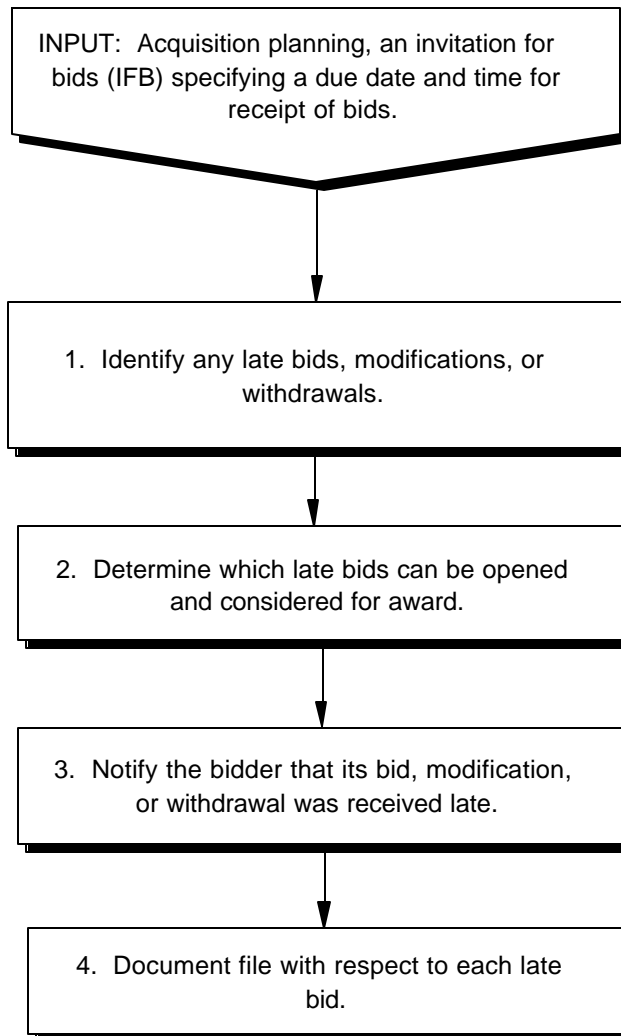 INPUT:  Acquisition planning, an invitation for
bids (IFB) specifying a due date and time for
receipt of bids.
1.  Identify any late bids, modifications, or
withdrawals.
2.  Determine which late bids can be opened
and considered for award.
3.  Notify the bidder that its bid, modification,
or withdrawal was received late.
4.  Document file with respect to each late
bid.